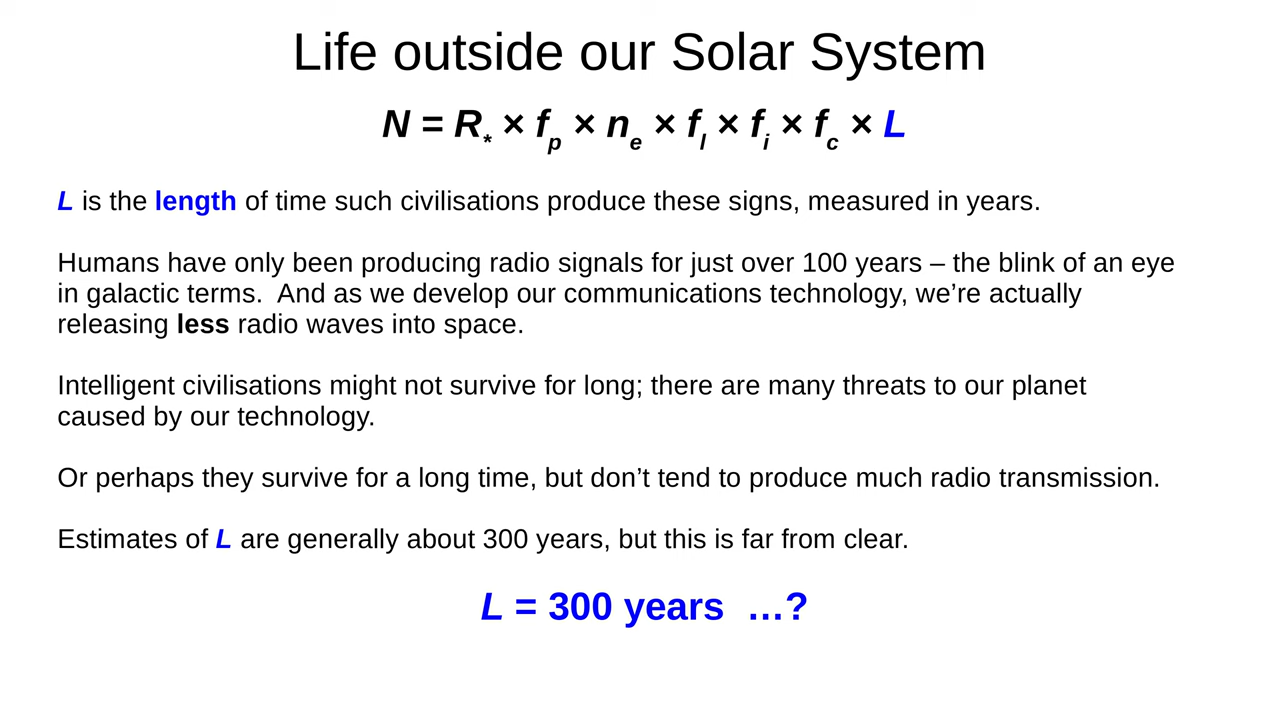 Life outside our Solar System
N = R* × fp × ne × fl × fi × fc × L
L is the length of time such civilisations produce these signs, measured in years.
Humans have only been producing radio signals for just over 100 years – the blink of an eye
in galactic terms.  And as we develop our communications technology, we’re actually
releasing less radio waves into space.
Intelligent civilisations might not survive for long; there are many threats to our planet
caused by our technology.
Or perhaps they survive for a long time, but don’t tend to produce much radio transmission.
Estimates of L are generally about 300 years, but this is far from clear.
L = 300 years  …?